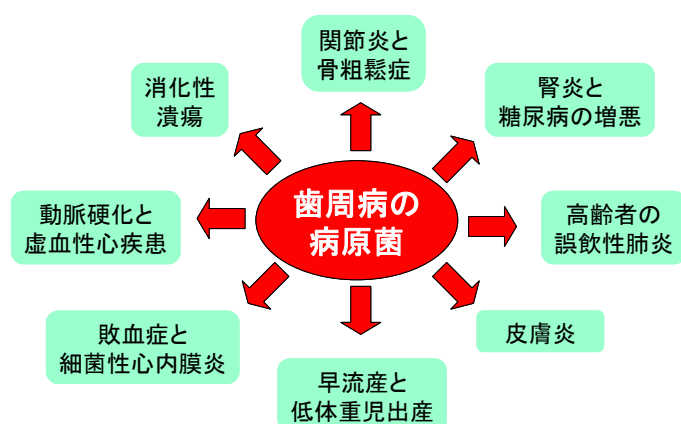 関節炎と
骨粗鬆症
消化性
潰瘍
腎炎と
糖尿病の増悪
動脈硬化と
虚血性心疾患
歯周病の
病原菌
高齢者の
誤飲性肺炎
敗血症と
細菌性心内膜炎
皮膚炎
早流産と
低体重児出産